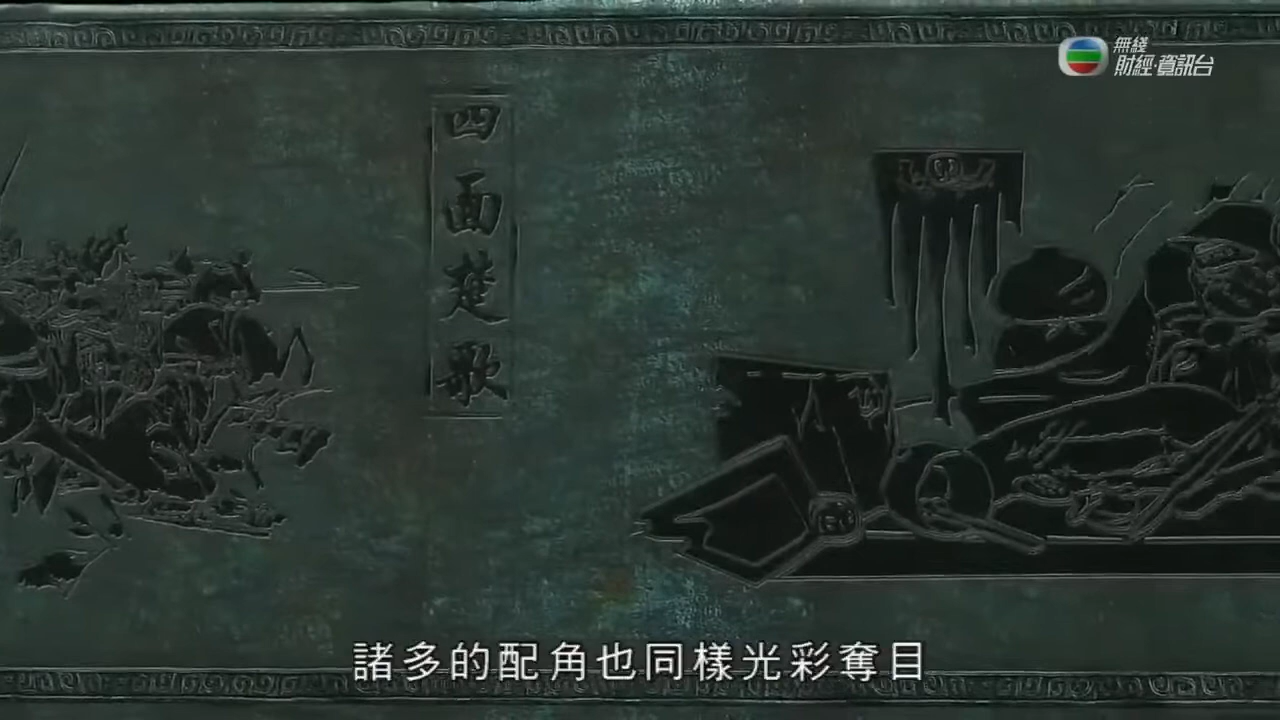 無綫
財經·資訊台
四面楚歌
諸多的配角也同樣光彩奪目